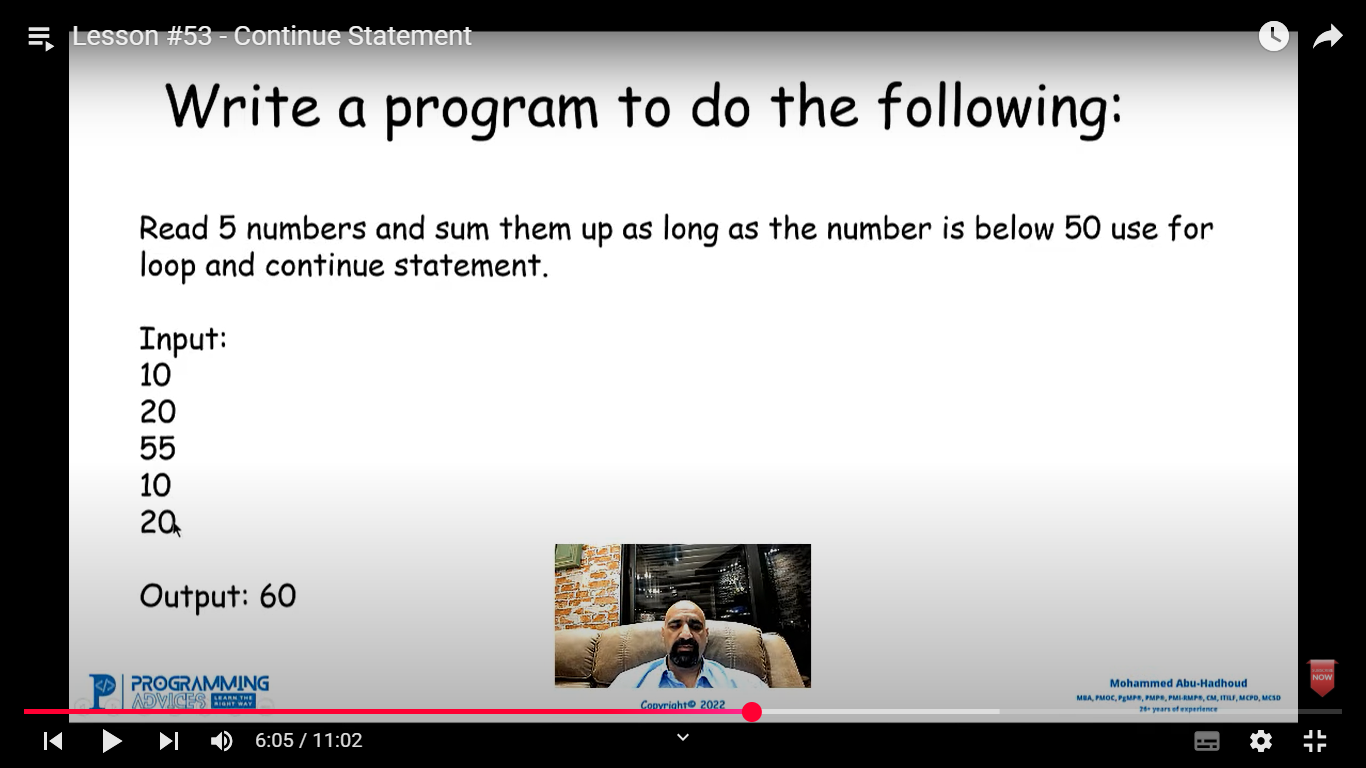 Lesson #53 - Continue Statement
Write a program to do the following:
Read 5 numbers and sum them up as long as the number is below 50 use for
loop and continue statement.
Input:
10
20
55
10
20
Output: 60
PROGRAMMING
ADVICES
LEARN THE
RIGHT WAY
Copyright© 2022
Mohammed Abu-Hadhoud
MBA, PMOC, PgMP®, PMP®, PMI-RMP®, CM, ITILF, MCPD, MCSD
26+ years of experience
NOW
6:05 / 11:02